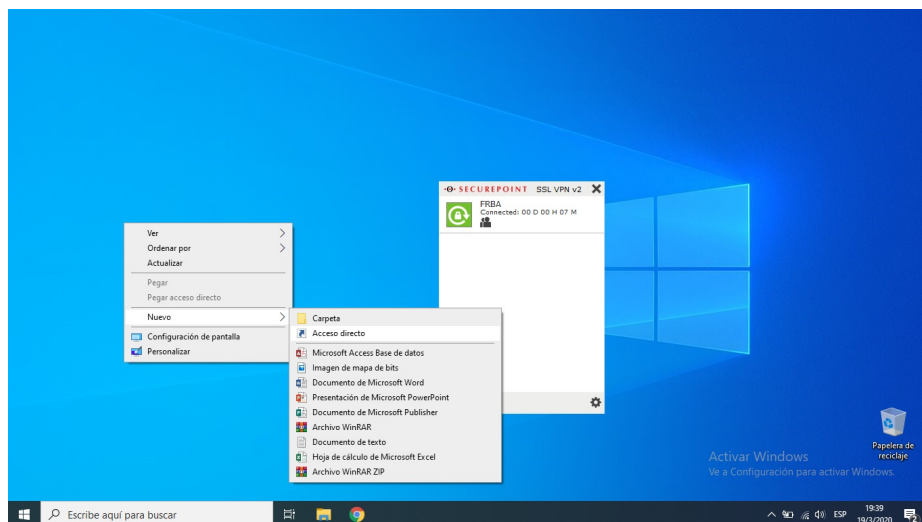 -0- SECUREPOINT SSL VPN v2
FRBA
Connected: 00 D 00 H 07 M
Ver
Ordenar por
Actualizar
Pegar
Pegar acceso directo
Nuevo
Configuración de pantalla
Personalizar
Carpeta
Acceso directo
Microsoft Access Base de datos
Imagen de mapa de bits
Documento de Microsoft Word
Presentación de Microsoft PowerPoint
Documento de Microsoft Publisher
Archivo WinRAR
Documento de texto
Hoja de cálculo de Microsoft Excel
Archivo WinRAR ZIP
Papelera de
reciclaje
Activar Windows
Ve a Configuración para activar Windows.
Escribe aquí para buscar
ESP
19:39
19/3/2020